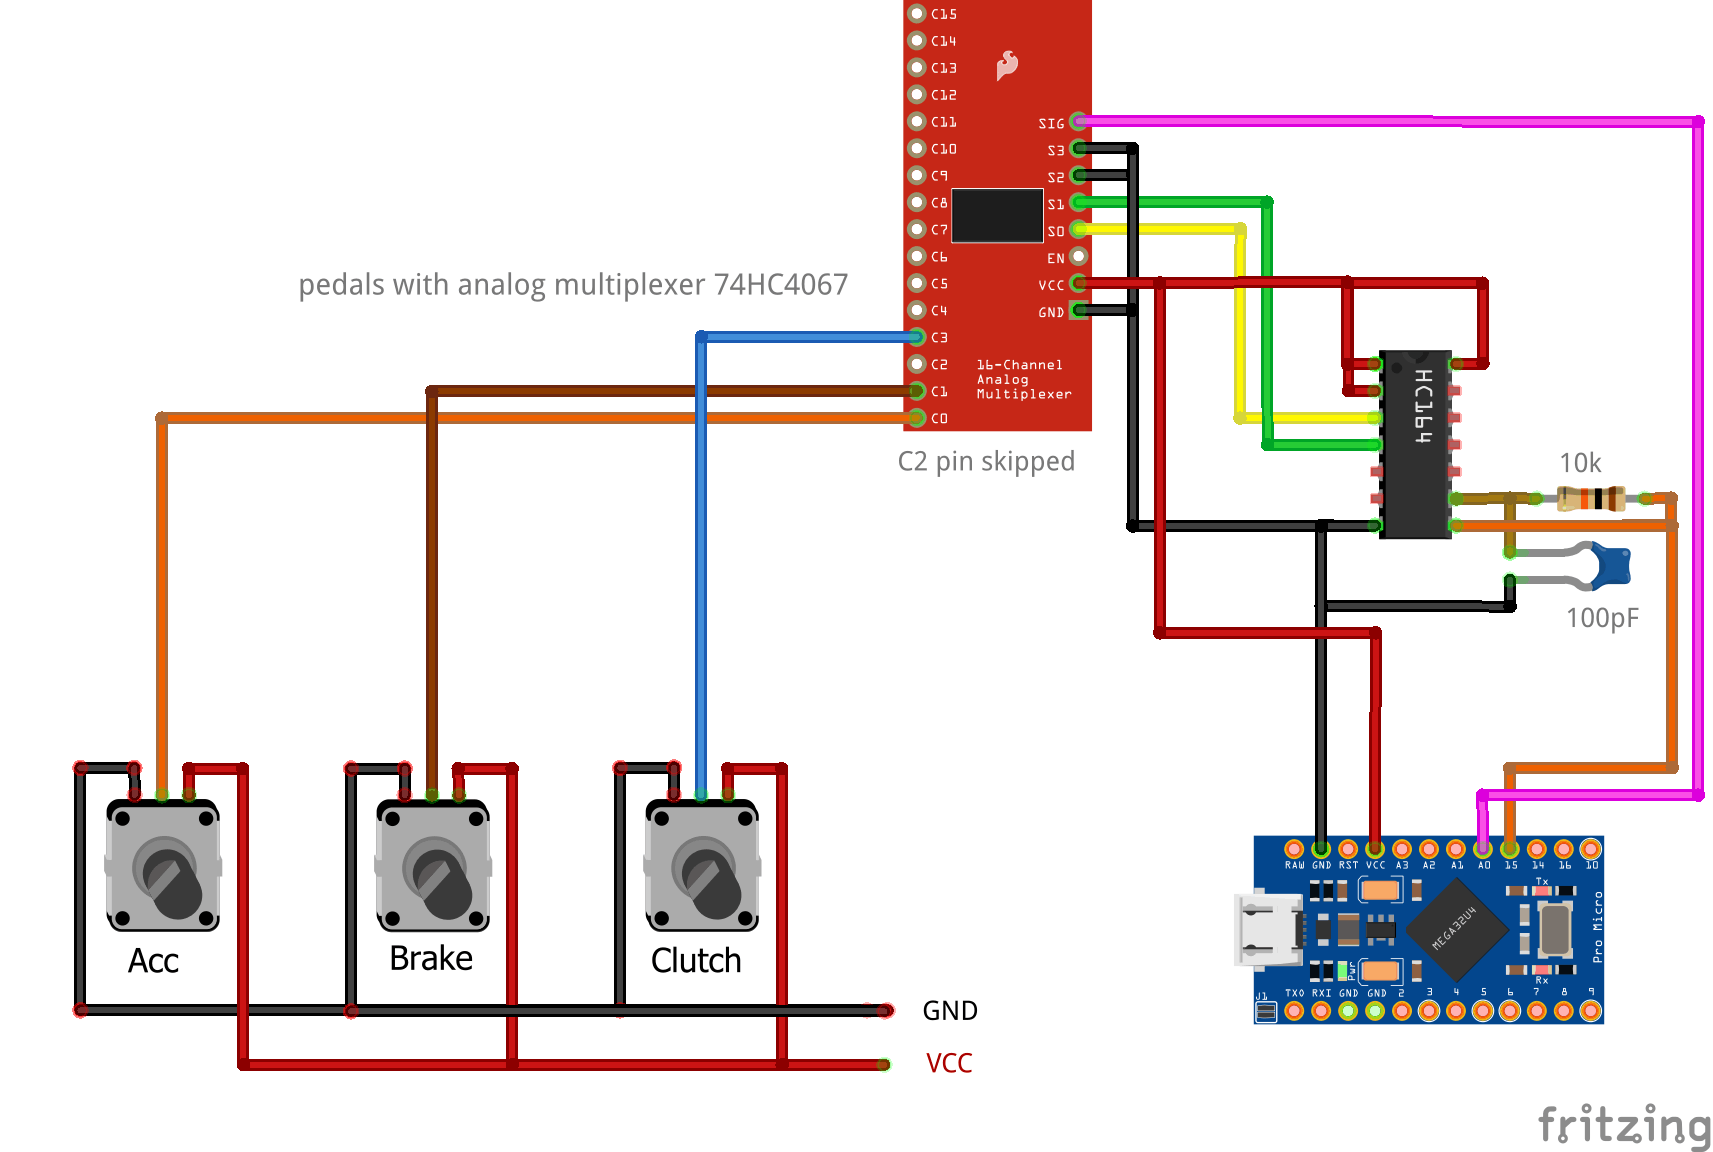 C15
C14
C13
C12
C11
C10
C9
C8
C7
C6
C5
C4
C3
C2
C1
C0
SIG
S3
S2
S1
S0
EN
VCC
GND
16-Channel
Analog
Multiplexer
pedals with analog multiplexer 74HC4067
C2 pin skipped
HC164
10k
100pF
Acc
Brake
Clutch
GND
VCC
RAW GND RST VCC A3 A2 A1 A0 15 14 16 10
Tx
MEGA32U4
Pro Micro
Pwr
Rx
J1
TXO RXI GND GND 2 3 4 5 6 7 8 9
fritzing